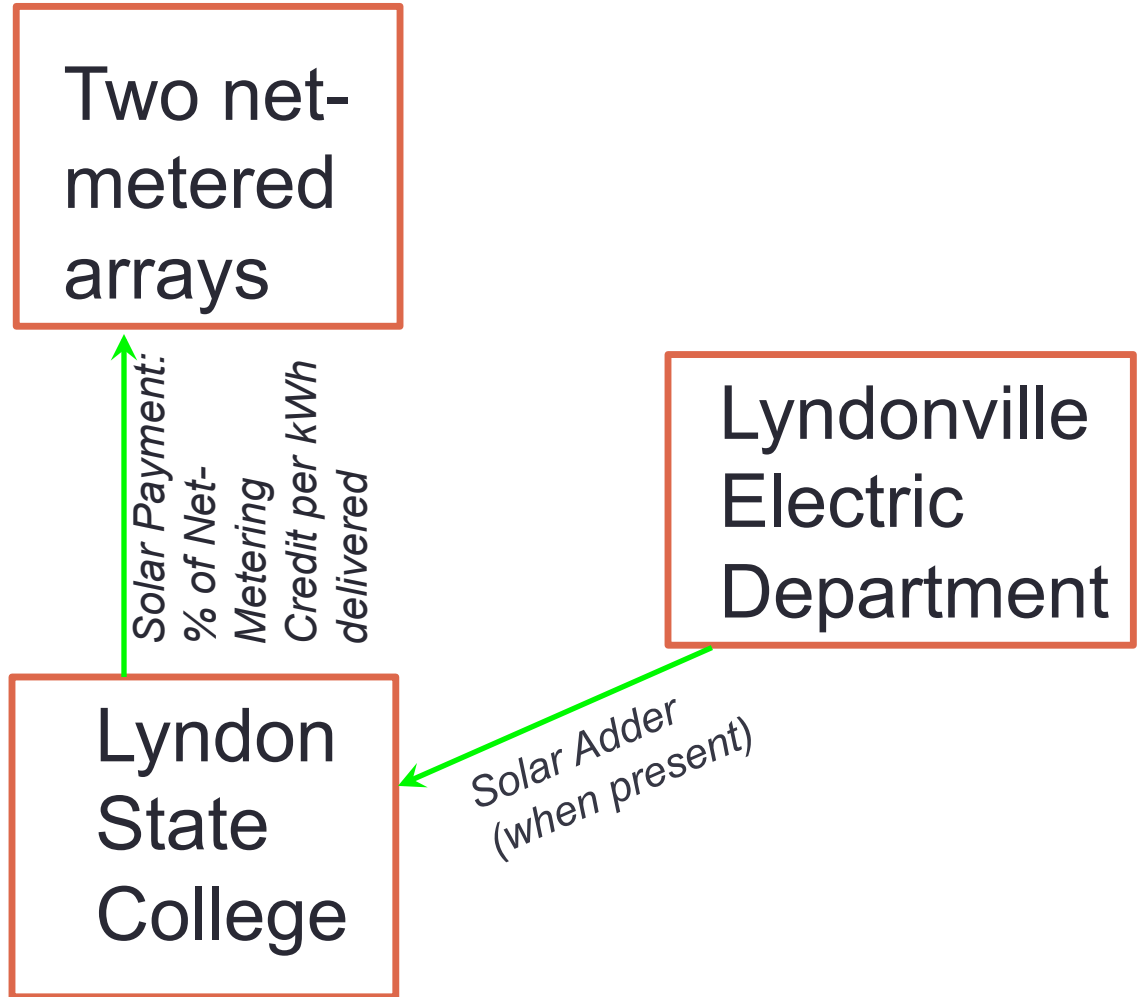 Two net-
metered
arrays
Solar Payment:
% of Net-
Metering
Credit per kWh
delivered
Lyndonville
Electric
Department
Lyndon
State
College
Solar Adder
(when present)